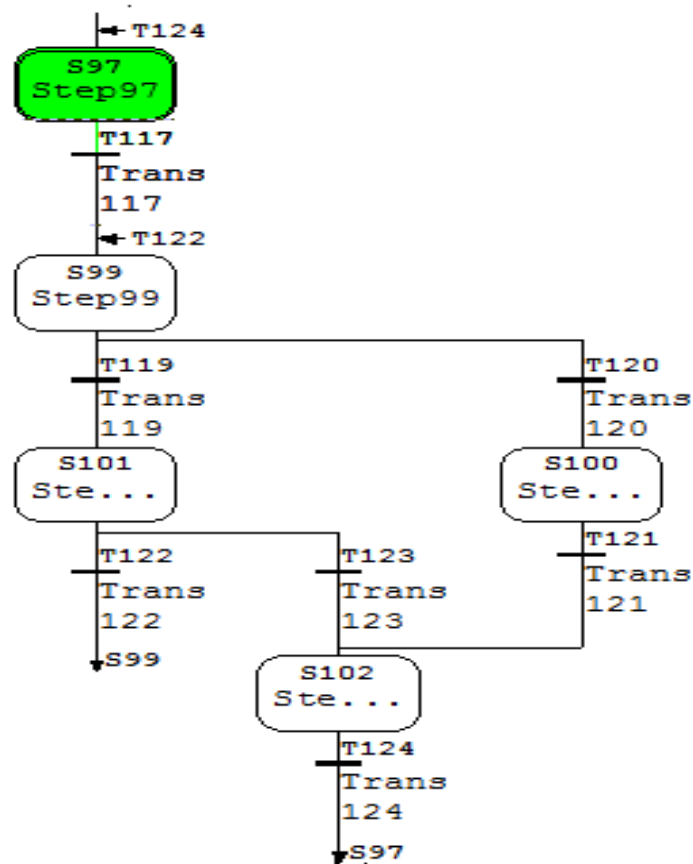 T124
S97
Step97
T117
Trans
117
T122
S99
Step99
T119
Trans
119
T120
Trans
120
S101
Ste...
S100
Ste...
T122
Trans
122
S99
T123
Trans
123
T121
Trans
121
S102
Ste...
T124
Trans
124
S97